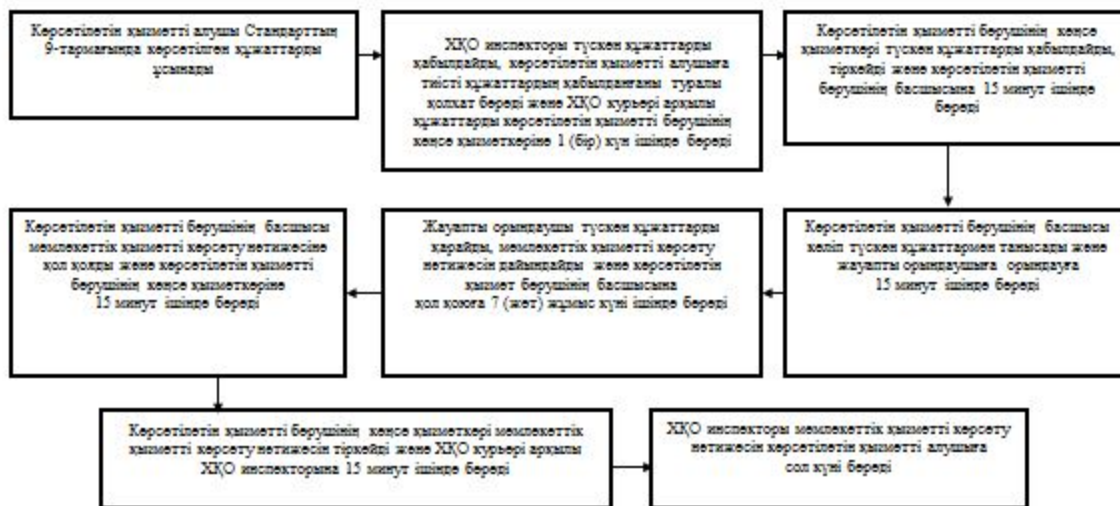 Көрсетілетін қызметті алушы Стандарттың
9-тармағында көрсетілген құжаттарды
ұсынады
ХҚО инспекторы түскен құжаттарды
қабылдайды, көрсетілетін қызметті алушыға
тиісті құжаттардың қабылданғаны туралы
қолхат береді және ХҚО курьері арқылы
құжаттарды көрсетілетін қызметті берушінің
кеңсе қызметкеріне 1 (бір) күн ішінде береді
Көрсетілетін қызметті берушінің кеңсе
қызметкері түскен құжаттарды қабылдайды,
тіркейді және көрсетілетін қызметті
берушінің басшысына 15 минут ішінде
береді
Көрсетілетін қызметті берушінің басшысы
келіп түскен құжаттармен танысады және
жауапты орындаушыға орындауға
15 минут ішінде береді
Жауапты орындаушы түскен құжаттарды
қарайды, мемлекеттік қызметті көрсету
нәтижесін дайындайды және көрсетілетін
қызмет берушінің басшысына
қол қоюға 7 (жет) жұмыс күні ішінде береді
Көрсетілетін қызметті берушінің басшысы
мемлекеттік қызметті көрсету нәтижесіне
қол қояды және көрсетілетін қызметті
берушінің кеңсе қызметкеріне
15 минут ішінде береді
Көрсетілетін қызметті берушінің кеңсе қызметкері мемлекеттік
қызметті көрсету нәтижесін тіркейді және ХҚО курьері арқылы
ХҚО инспекторына 15 минут ішінде береді
ХҚО инспекторы мемлекеттік қызметті көрсету
нәтижесін көрсетілетін қызметті алушыға
сол күні береді